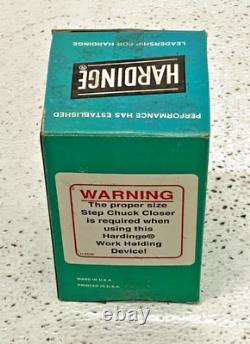 PERFORMANCE HAS ESTABLISHED
HARDINGE®
LEADERSHIP FOR HARDINGE
WARNING
The proper size
Step Chuck Closer
is required when
using this
Hardinge®
Work Holding
Device!
MADE IN U.S.A.
PRINTED IN U.S.A.